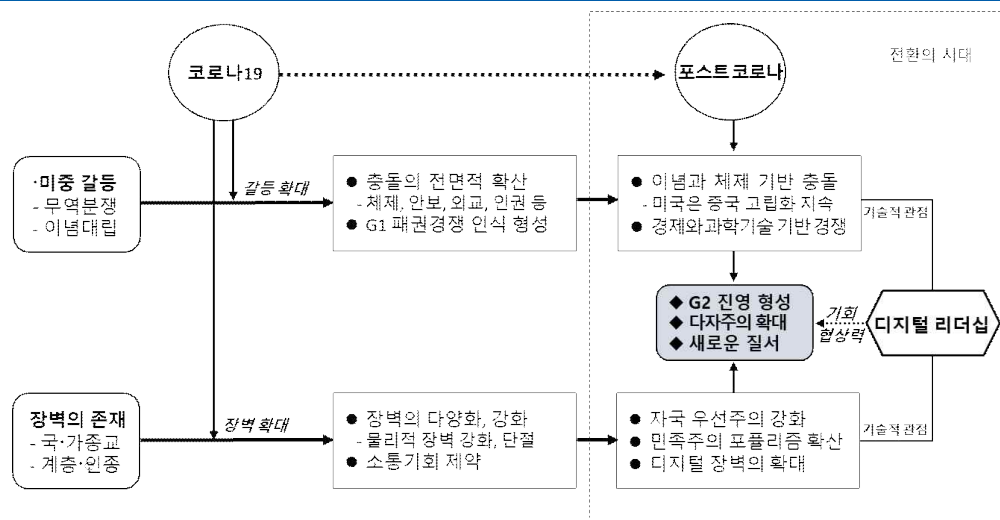 전환의 시대
코로나19
포스트코로나
·미중 갈등
- 무역분쟁
- 이념대립
갈등 확대
● 충돌의 전면적 확산
- 체제, 안보, 외교, 인권 등
● G1 패권경쟁 인식 형성
● 이념과 체제 기반 충돌
- 미국은 중국 고립화 지속
● 경제와과학기술 기반 경쟁
기술적 관점
◆ G2 진영 형성
◆ 다자주의 확대
◆ 새로운 질서
기회
협상력
디지털 리더십
장벽의 존재
- 국·가종교
- 계층·인종
장벽 확대
● 장벽의 다양화, 강화
- 물리적 장벽 강화, 단절
● 소통기회 제약
● 자국 우선주의 강화
● 민족주의 포퓰리즘 확산
● 디지털 장벽의 확대
기술적 관점